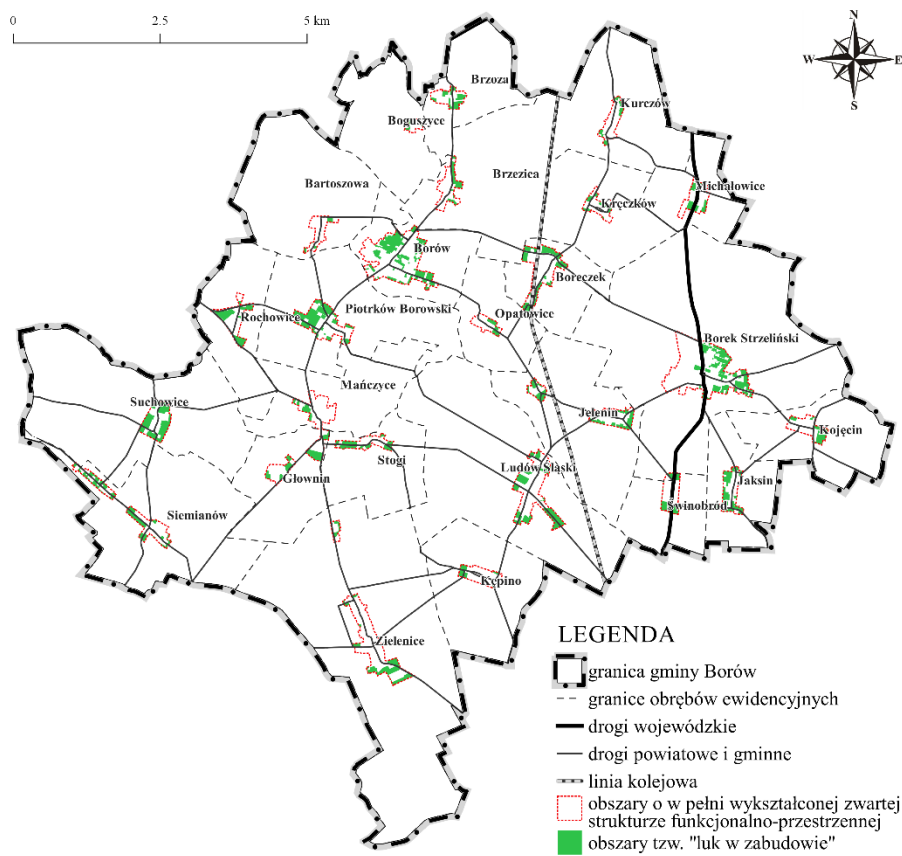 0 2.5 5 km
N
W E
S
Brzoza
Kurczów
Boguszyce
Brzezica
Bartoszowa
Michałowice
Kręczków
Borów
Boreczek
Rochowice
Piotrków Borowski
Opatowice
Borek Strzeliński
Mańczyce
Suchowice
Jelenin
Kojęcin
Stogi
Ludów Śląski
Głownin
Jaksin
Świnobród
Siemianów
Kępino
Zielenice
LEGENDA
granica gminy Borów
granice obrębów ewidencyjnych
drogi wojewódzkie
drogi powiatowe i gminne
linia kolejowa
obszary o w pełni wykształconej zwartej
strukturze funkcjonalno-przestrzennej
obszary tzw. "luk w zabudowie"